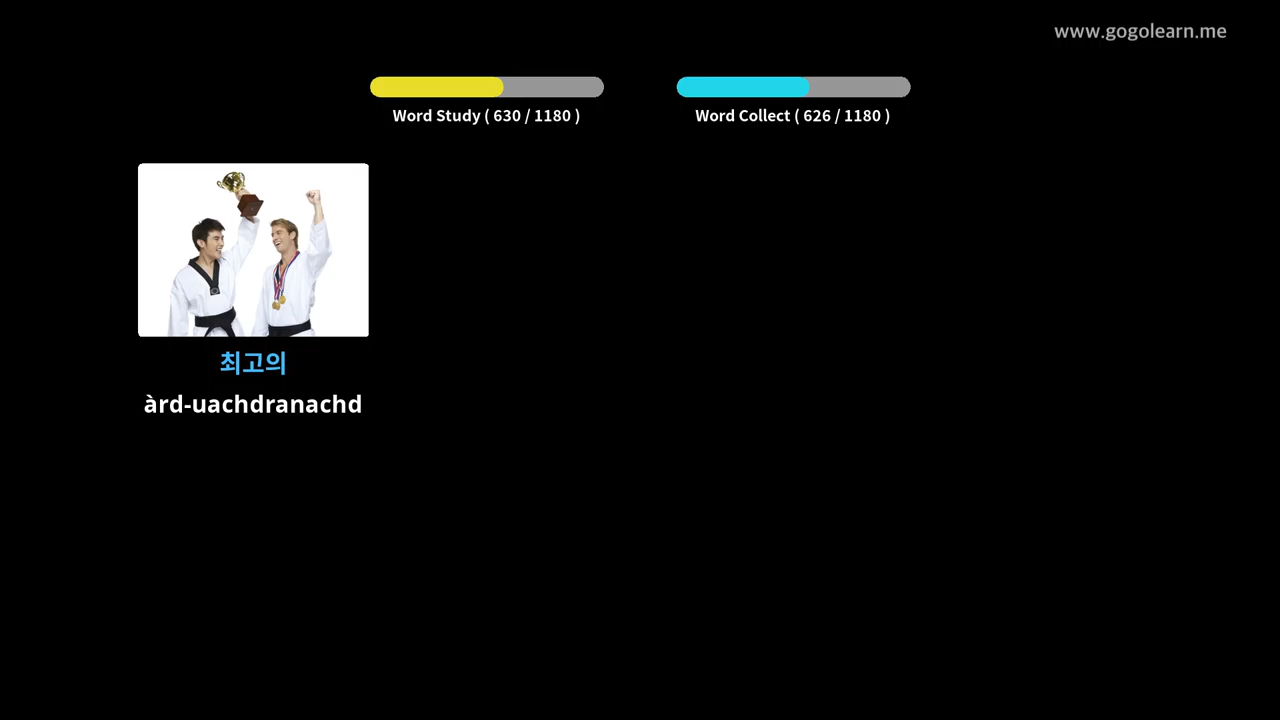 www.gogolearn.me
Word Study ( 630 / 1180 )
Word Collect ( 626 / 1180 )
최고의
àrd-uachdranachd